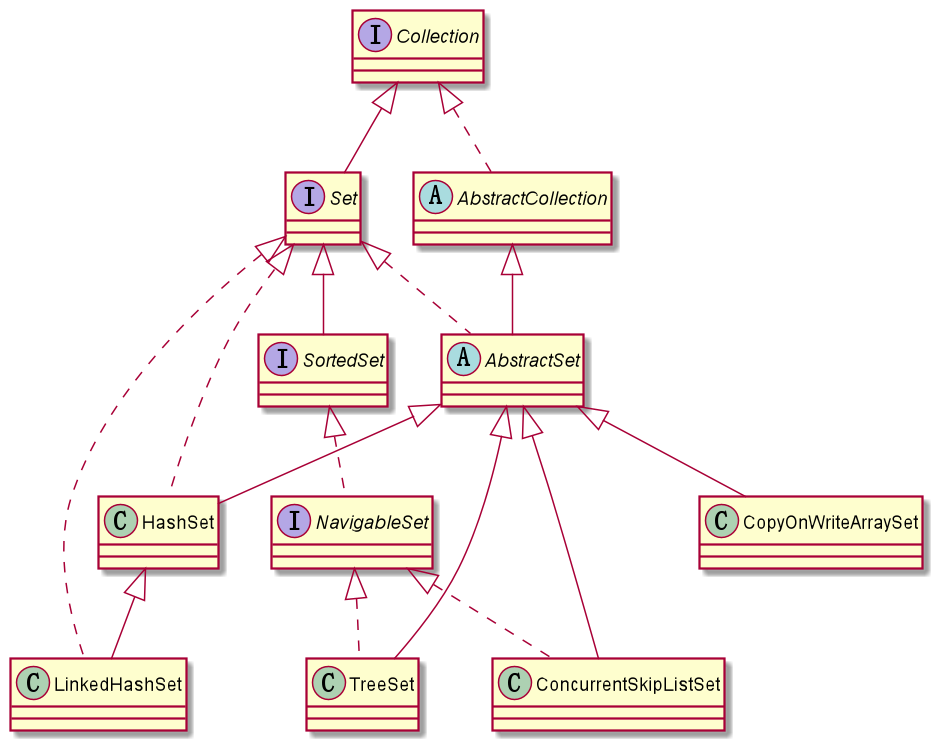 I Collection
I Set
A AbstractCollection
I SortedSet
A AbstractSet
C HashSet
I NavigableSet
C CopyOnWriteArraySet
C LinkedHashSet
C TreeSet
C ConcurrentSkipListSet